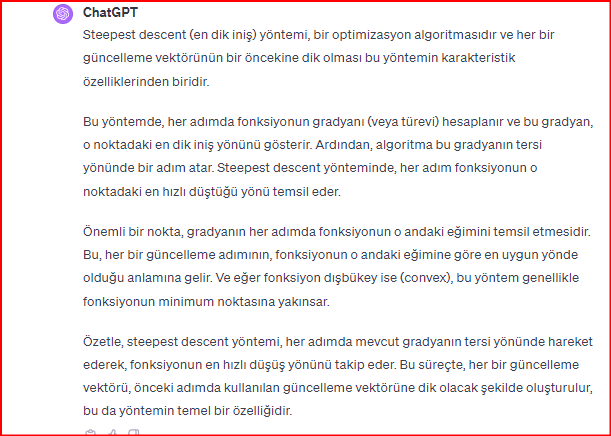 ChatGPT
Steepest descent (en dik iniş) yöntemi, bir optimizasyon algoritmasıdır ve her bir
güncelleme vektörünün bir öncekine dik olması bu yöntemin karakteristik
özelliklerinden biridir.
Bu yöntemde, her adımda fonksiyonun gradyanı (veya türevi) hesaplanır ve bu gradyan,
o noktadaki en dik iniş yönünü gösterir. Ardından, algoritma bu gradyanın tersi
yönünde bir adım atar. Steepest descent yönteminde, her adım fonksiyonun o
noktadaki en hızlı düştüğü yönü temsil eder.
Önemli bir nokta, gradyanın her adımda fonksiyonun o andaki eğimini temsil etmesidir.
Bu, her bir güncelleme adımının, fonksiyonun o andaki eğimine göre en uygun yönde
olduğu anlamına gelir. Ve eğer fonksiyon dışbükey ise (convex), bu yöntem genellikle
fonksiyonun minimum noktasına yakınsar.
Özetle, steepest descent yöntemi, her adımda mevcut gradyanın tersi yönünde hareket
ederek, fonksiyonun en hızlı düşüş yönünü takip eder. Bu süreçte, her bir güncelleme
vektörü, önceki adımda kullanılan güncelleme vektörüne dik olacak şekilde oluşturulur,
bu da yöntemin temel bir özelliğidir.